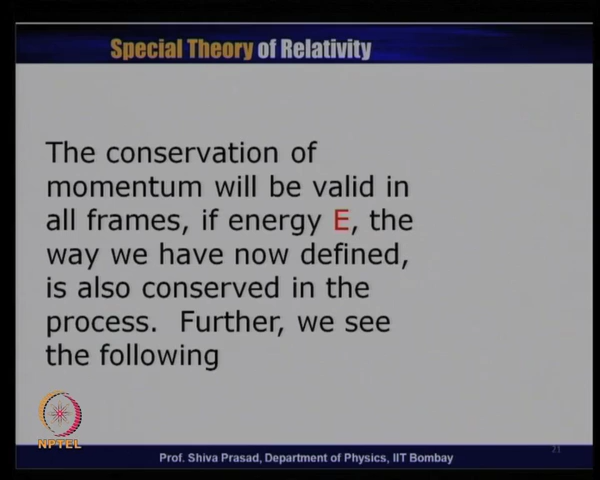 Special Theory of Relativity
The conservation of
momentum will be valid in
all frames, if energy E, the
way we have now defined,
is also conserved in the
process. Further, we see
the following
NPTEL
Prof. Shiva Prasad, Department of Physics, IIT Bombay
21